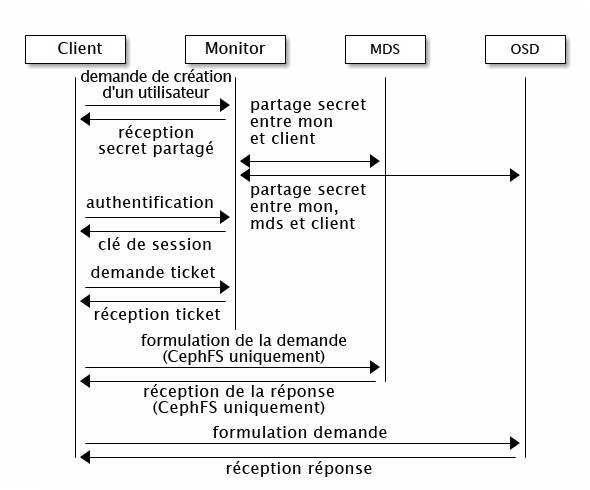 Client
Monitor
MDS
OSD
demande de création
d'un utilisateur
partage secret
entre mon
et client
réception
secret partagé
partage secret
entre mon,
mds et client
authentification
clé de session
demande ticket
réception ticket
formulation de la demande
(CephFS uniquement)
réception de la réponse
(CephFS uniquement)
formulation demande
réception réponse